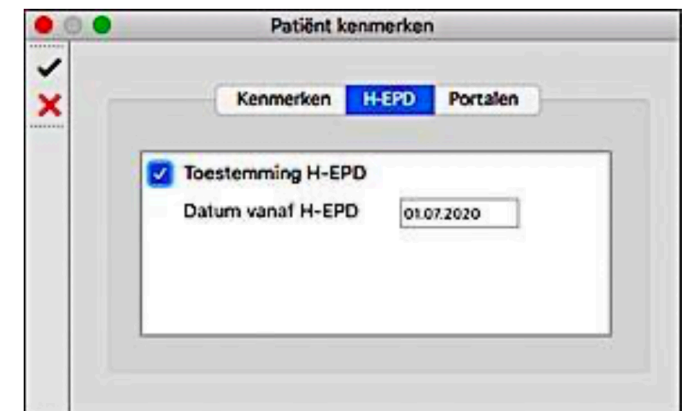 Patiënt kenmerken
Kenmerken H-EPD Portalen
Toestemming H-EPD
Datum vanaf H-EPD 01.07.2020